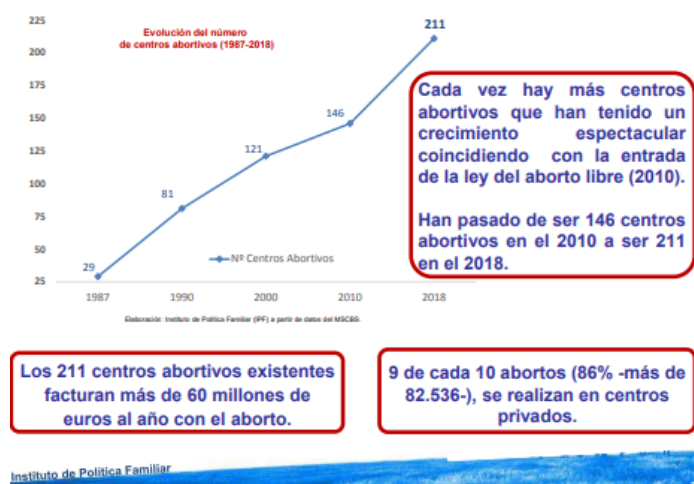 Evolución del número
de centros abortivos (1987-2018)
225
200
175
150
125
100
75
50
25
29
81
121
146
211
Nº Centros Abortivos
1987 1990 2000 2010 2018
Elaboración: Instituto de Política Familiar (IPF) a partir de datos del MSCBS.
Cada vez hay más centros
abortivos que han tenido un
crecimiento espectacular
coincidiendo con la entrada
de la ley del aborto libre (2010).
Han pasado de ser 146 centros
abortivos en el 2010 a ser 211
en el 2018.
Los 211 centros abortivos existentes
facturan más de 60 millones de
euros al año con el aborto.
9 de cada 10 abortos (86% -más de
82.536-), se realizan en centros
privados.
Instituto de Política Familiar